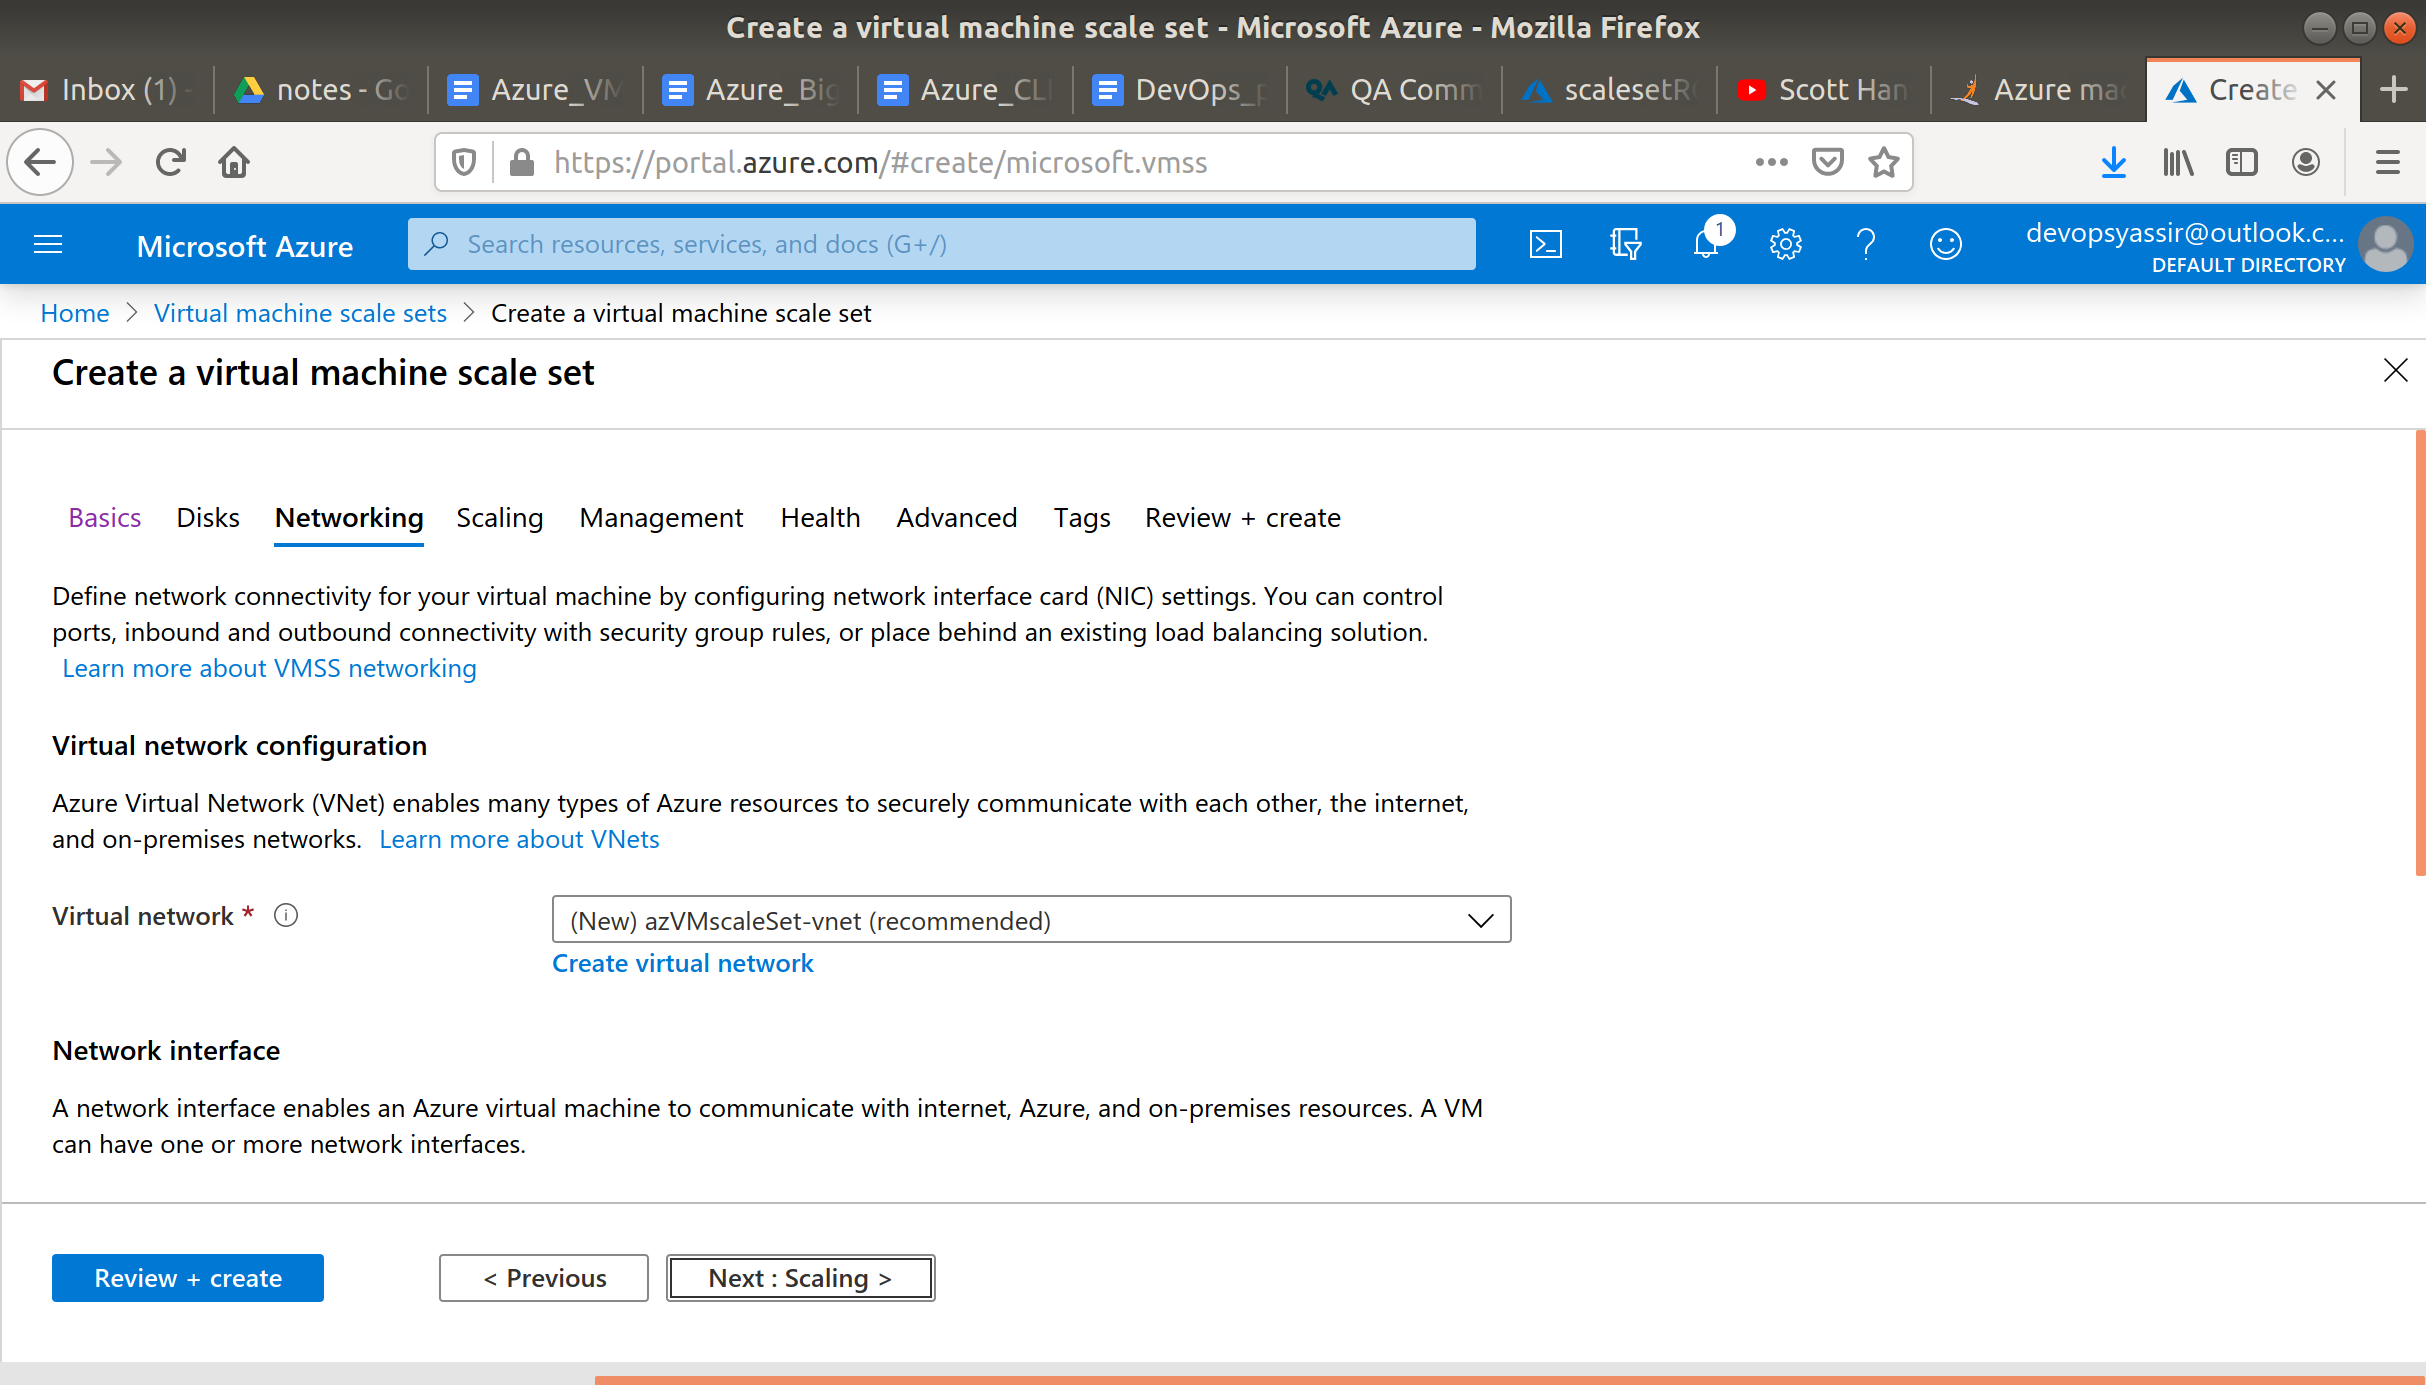 Create a virtual machine scale set - Microsoft Azure - Mozilla Firefox
Inbox (1) - notes - Go Azure_VM Azure_Big Azure_CLI DevOps_p QA Comm scalesetR Scott Han Azure mac Create
https://portal.azure.com/#create/microsoft.vmss
Microsoft Azure
Search resources, services, and docs (G+/)
1
devopsyassir@outlook.c...
DEFAULT DIRECTORY
Home > Virtual machine scale sets > Create a virtual machine scale set
Create a virtual machine scale set
Basics Disks Networking Scaling Management Health Advanced Tags Review + create
Define network connectivity for your virtual machine by configuring network interface card (NIC) settings. You can control
ports, inbound and outbound connectivity with security group rules, or place behind an existing load balancing solution.
Learn more about VMSS networking
Virtual network configuration
Azure Virtual Network (VNet) enables many types of Azure resources to securely communicate with each other, the internet,
and on-premises networks. Learn more about VNets
Virtual network *
(New) azVMscaleSet-vnet (recommended)
Create virtual network
Network interface
A network interface enables an Azure virtual machine to communicate with internet, Azure, and on-premises resources. A VM
can have one or more network interfaces.
Review + create
< Previous
Next : Scaling >